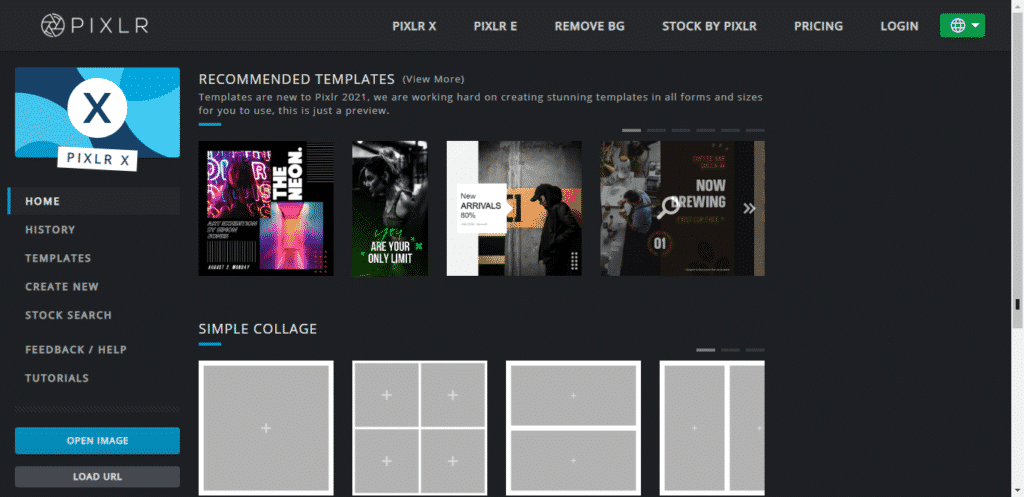 PIXLR
PIXLR X
PIXLR E
REMOVE BG
STOCK BY PIXLR
PRICING
LOGIN
X
PIXLR X
HOME
HISTORY
TEMPLATES
CREATE NEW
STOCK SEARCH
FEEDBACK / HELP
TUTORIALS
OPEN IMAGE
LOAD URL
RECOMMENDED TEMPLATES (View More)
Templates are new to Pixlr 2021, we are working hard on creating stunning templates in all forms and sizes
for you to use, this is just a preview.
THE
NEON.
ART EXHIBITION
BY SIMON
JONES
AUGUST 2, MONDAY
You
ARE YOUR
ONLY LIMIT
New
ARRIVALS
80%
NOW
BREWING
01
SIMPLE COLLAGE